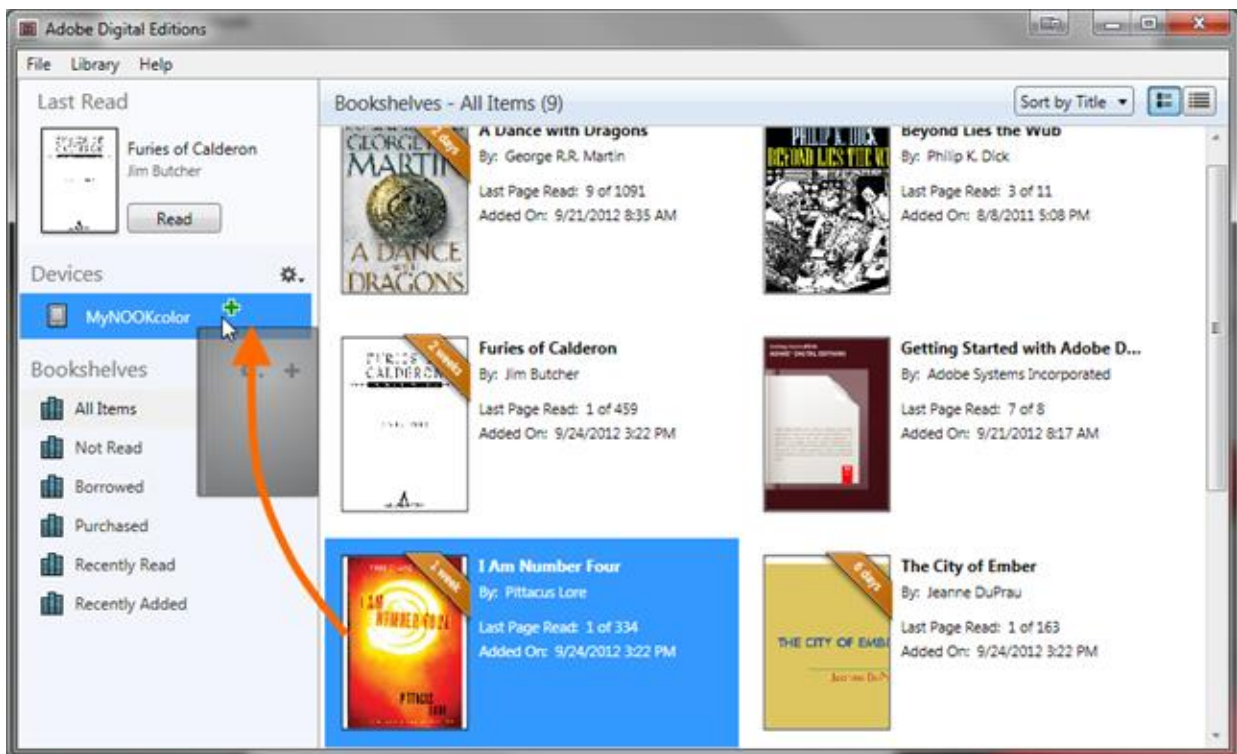 Adobe Digital Editions
File Library Help
Last Read
Furies of Calderon
Jim Butcher
Read
Devices
MyNOOKcolor
Bookshelves
All Items
Not Read
Borrowed
Purchased
Recently Read
Recently Added
Bookshelves - All Items (9)
Sort by Title
GEORGE R.R.
MARTIN
A DANCE
with
DRAGONS
2 days
A Dance with Dragons
By: George R.R. Martin
Last Page Read: 9 of 1091
Added On: 9/21/2012 8:35 AM
PHILIP K. DICK
BEYOND LIES THE WU
Beyond Lies the Wub
By: Philip K. Dick
Last Page Read: 3 of 11
Added On: 8/8/2011 5:08 PM
FURIES OF
CALDERON
2 weeks
Furies of Calderon
By: Jim Butcher
Last Page Read: 1 of 459
Added On: 9/24/2012 3:22 PM
Getting Started with Adobe D...
By: Adobe Systems Incorporated
Last Page Read: 7 of 8
Added On: 9/21/2012 8:17 AM
I AM
NUMBER FOUR
PITTACUS
LORE
1 week
I Am Number Four
By: Pittacus Lore
Last Page Read: 1 of 334
Added On: 9/24/2012 3:22 PM
THE CITY OF EMBE
6 days
The City of Ember
By: Jeanne DuPrau
Last Page Read: 1 of 163
Added On: 9/24/2012 3:22 PM